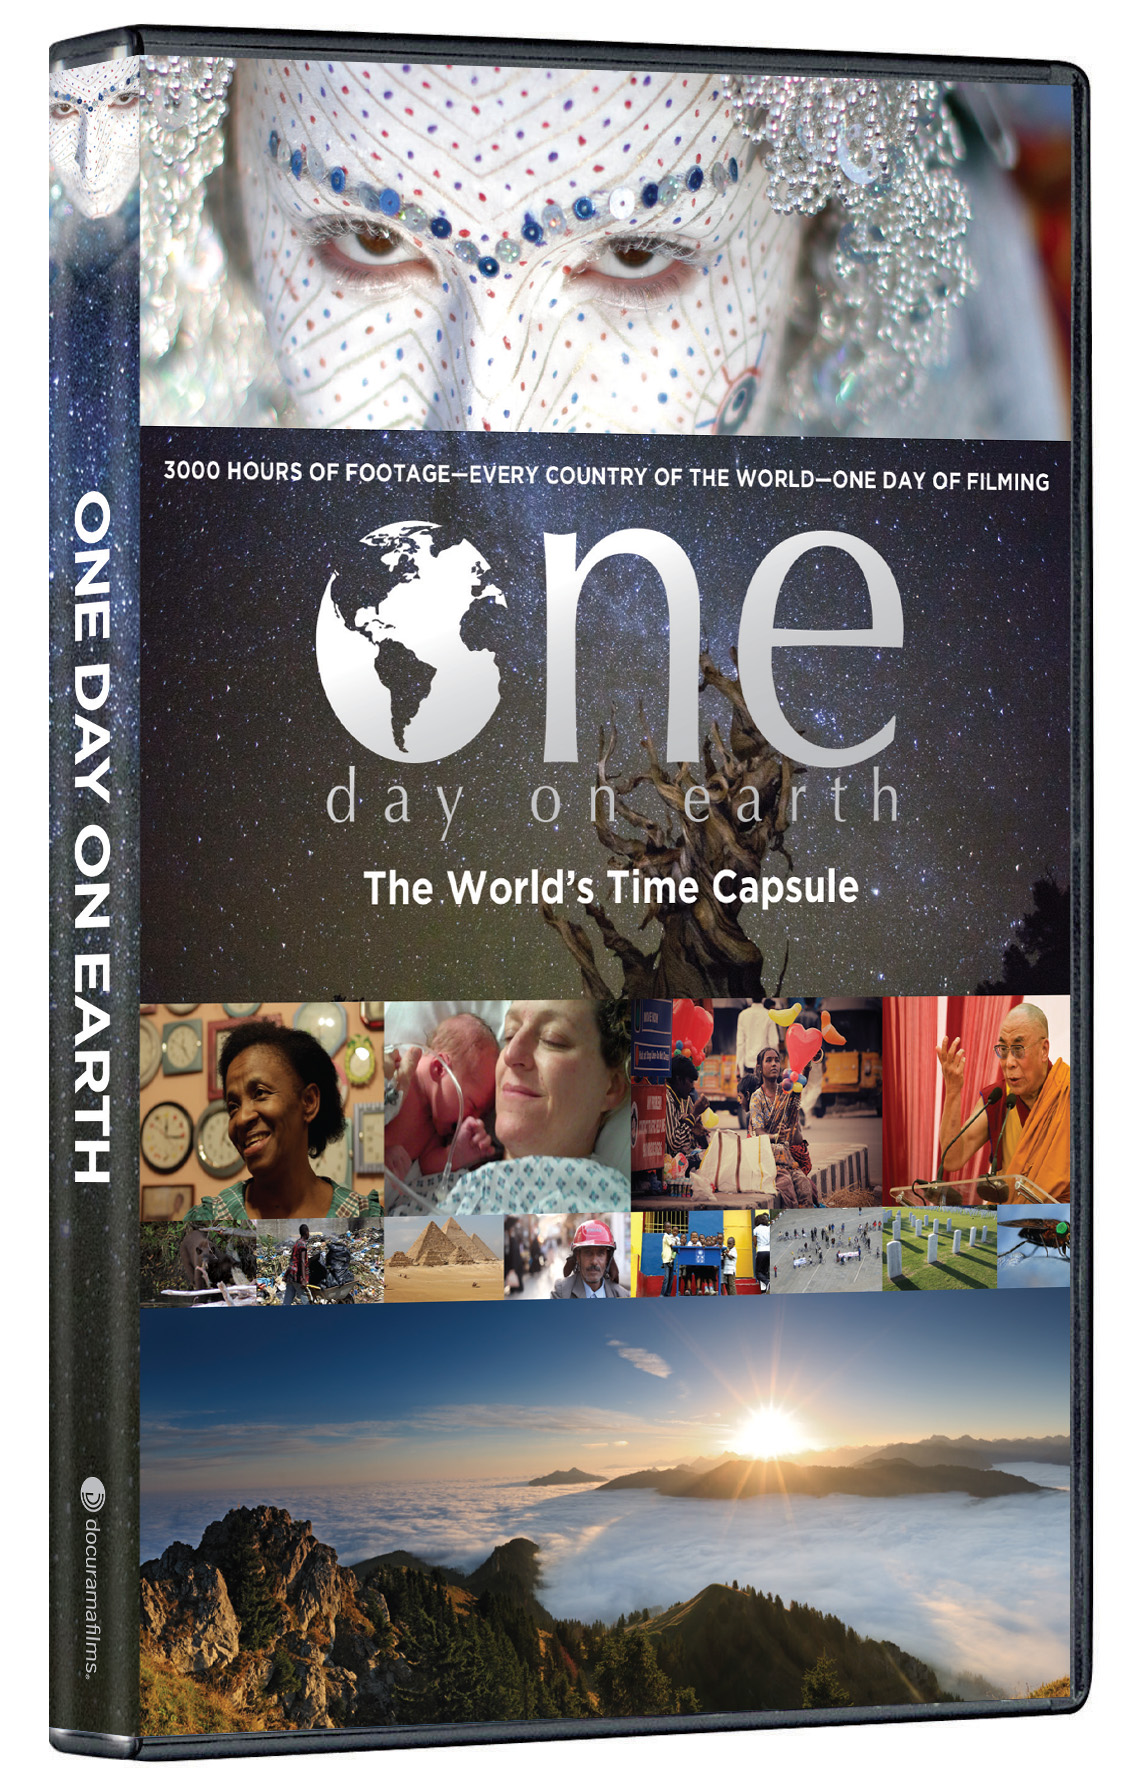 3000 HOURS OF FOOTAGE—EVERY COUNTRY OF THE WORLD—ONE DAY OF FILMING
one
day on earth
The World's Time Capsule
ONE DAY ON EARTH
docuramafilms®